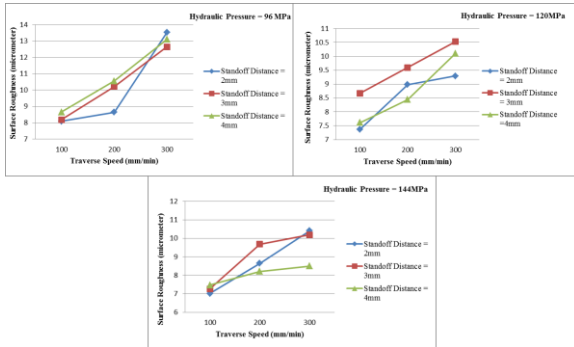 Hydraulic Pressure = 96 MPa
Surface Roughness (micrometer)
14
13
12
11
10
9
8
7
100 200 300
Traverse Speed (mm/min)
Standoff Distance =
2mm
Standoff Distance =
3mm
Standoff Distance =
4mm
Hydraulic Pressure = 120MPa
Surface Roughness (micrometer)
11
10.5
10
9.5
9
8.5
8
7.5
7
100 200 300
Traverse Speed (mm/min)
Standoff Distance
= 2mm
Standoff Distance
= 3mm
Standoff Distance
=4mm
Hydraulic Pressure = 144MPa
Surface Roughness (micrometer)
12
11
10
9
8
7
6
100 200 300
Traverse Speed (mm/min)
Standoff Distance =
2mm
Standoff Distance =
3mm
Standoff Distance =
4mm